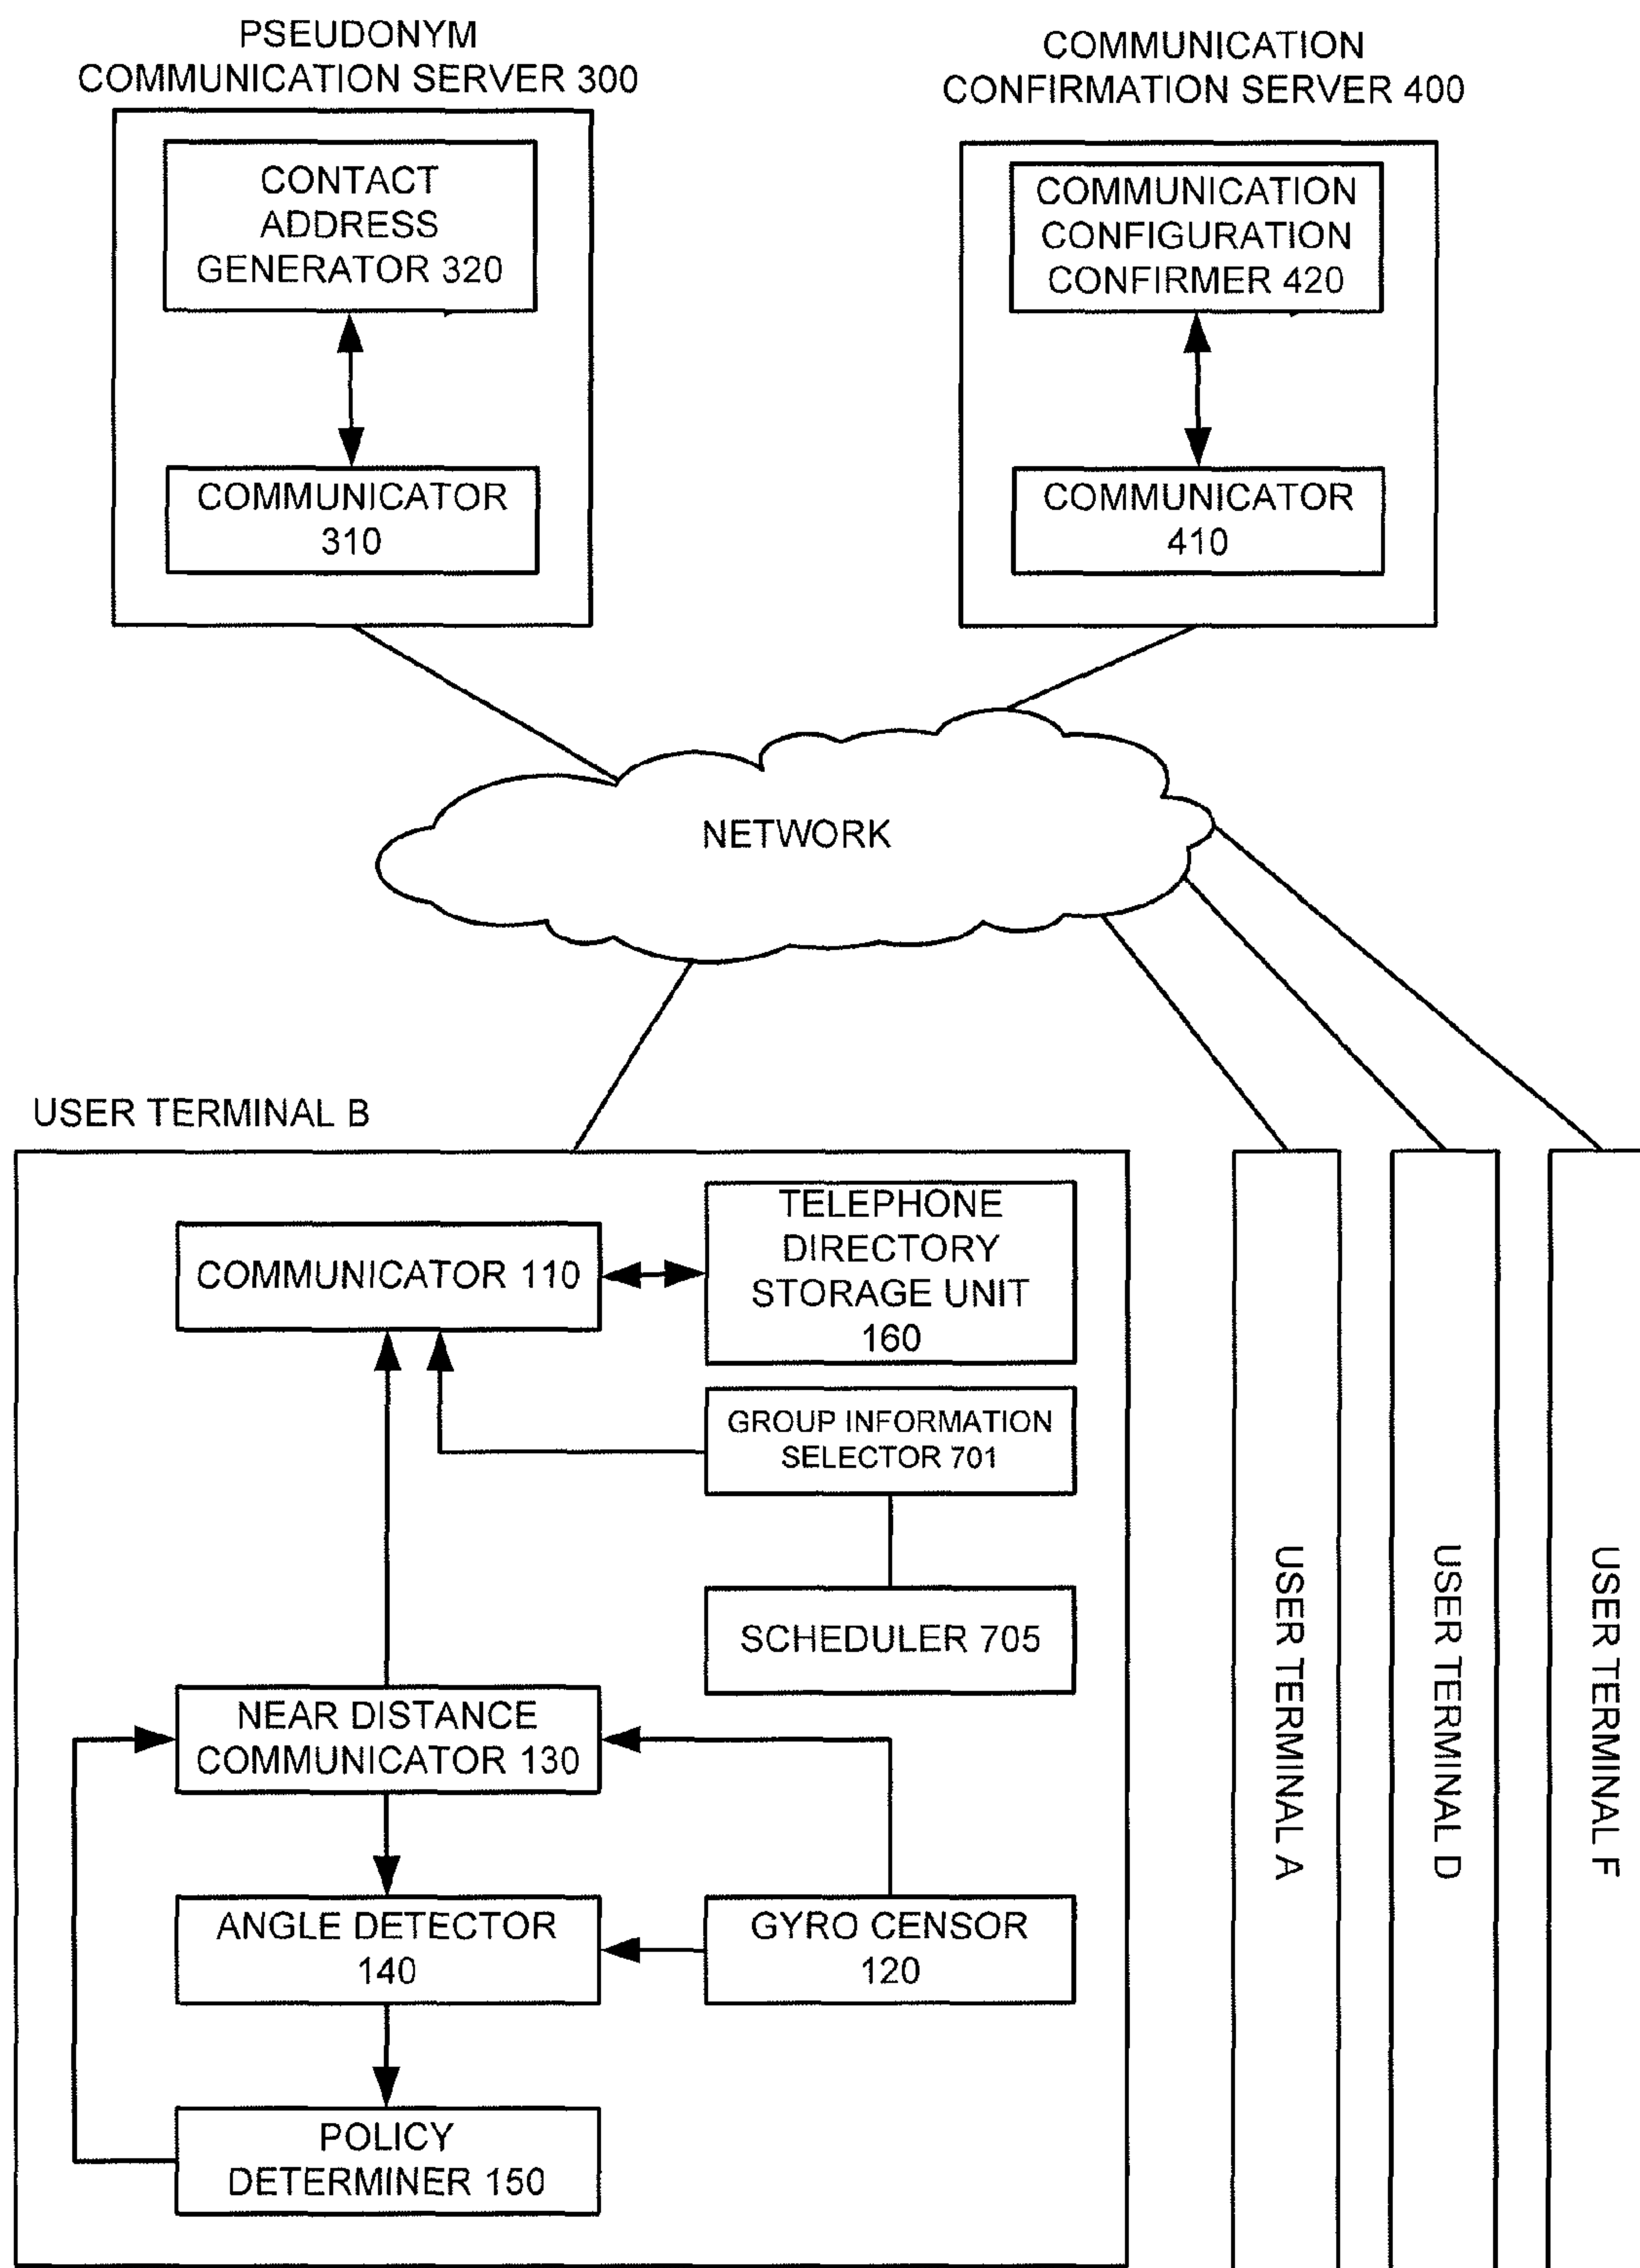 PSEUDONYM
COMMUNICATION SERVER 300
COMMUNICATION
CONFIRMATION SERVER 400
CONTACT
ADDRESS
GENERATOR 320
COMMUNICATION
CONFIGURATION
CONFIRMER 420
COMMUNICATOR
310
COMMUNICATOR
410
NETWORK
USER TERMINAL B
COMMUNICATOR 110
TELEPHONE
DIRECTORY
STORAGE UNIT
160
GROUP INFORMATION
SELECTOR 701
SCHEDULER 705
NEAR DISTANCE
COMMUNICATOR 130
ANGLE DETECTOR
140
GYRO CENSOR
120
POLICY
DETERMINER 150
USER TERMINAL A
USER TERMINAL D
USER TERMINAL F